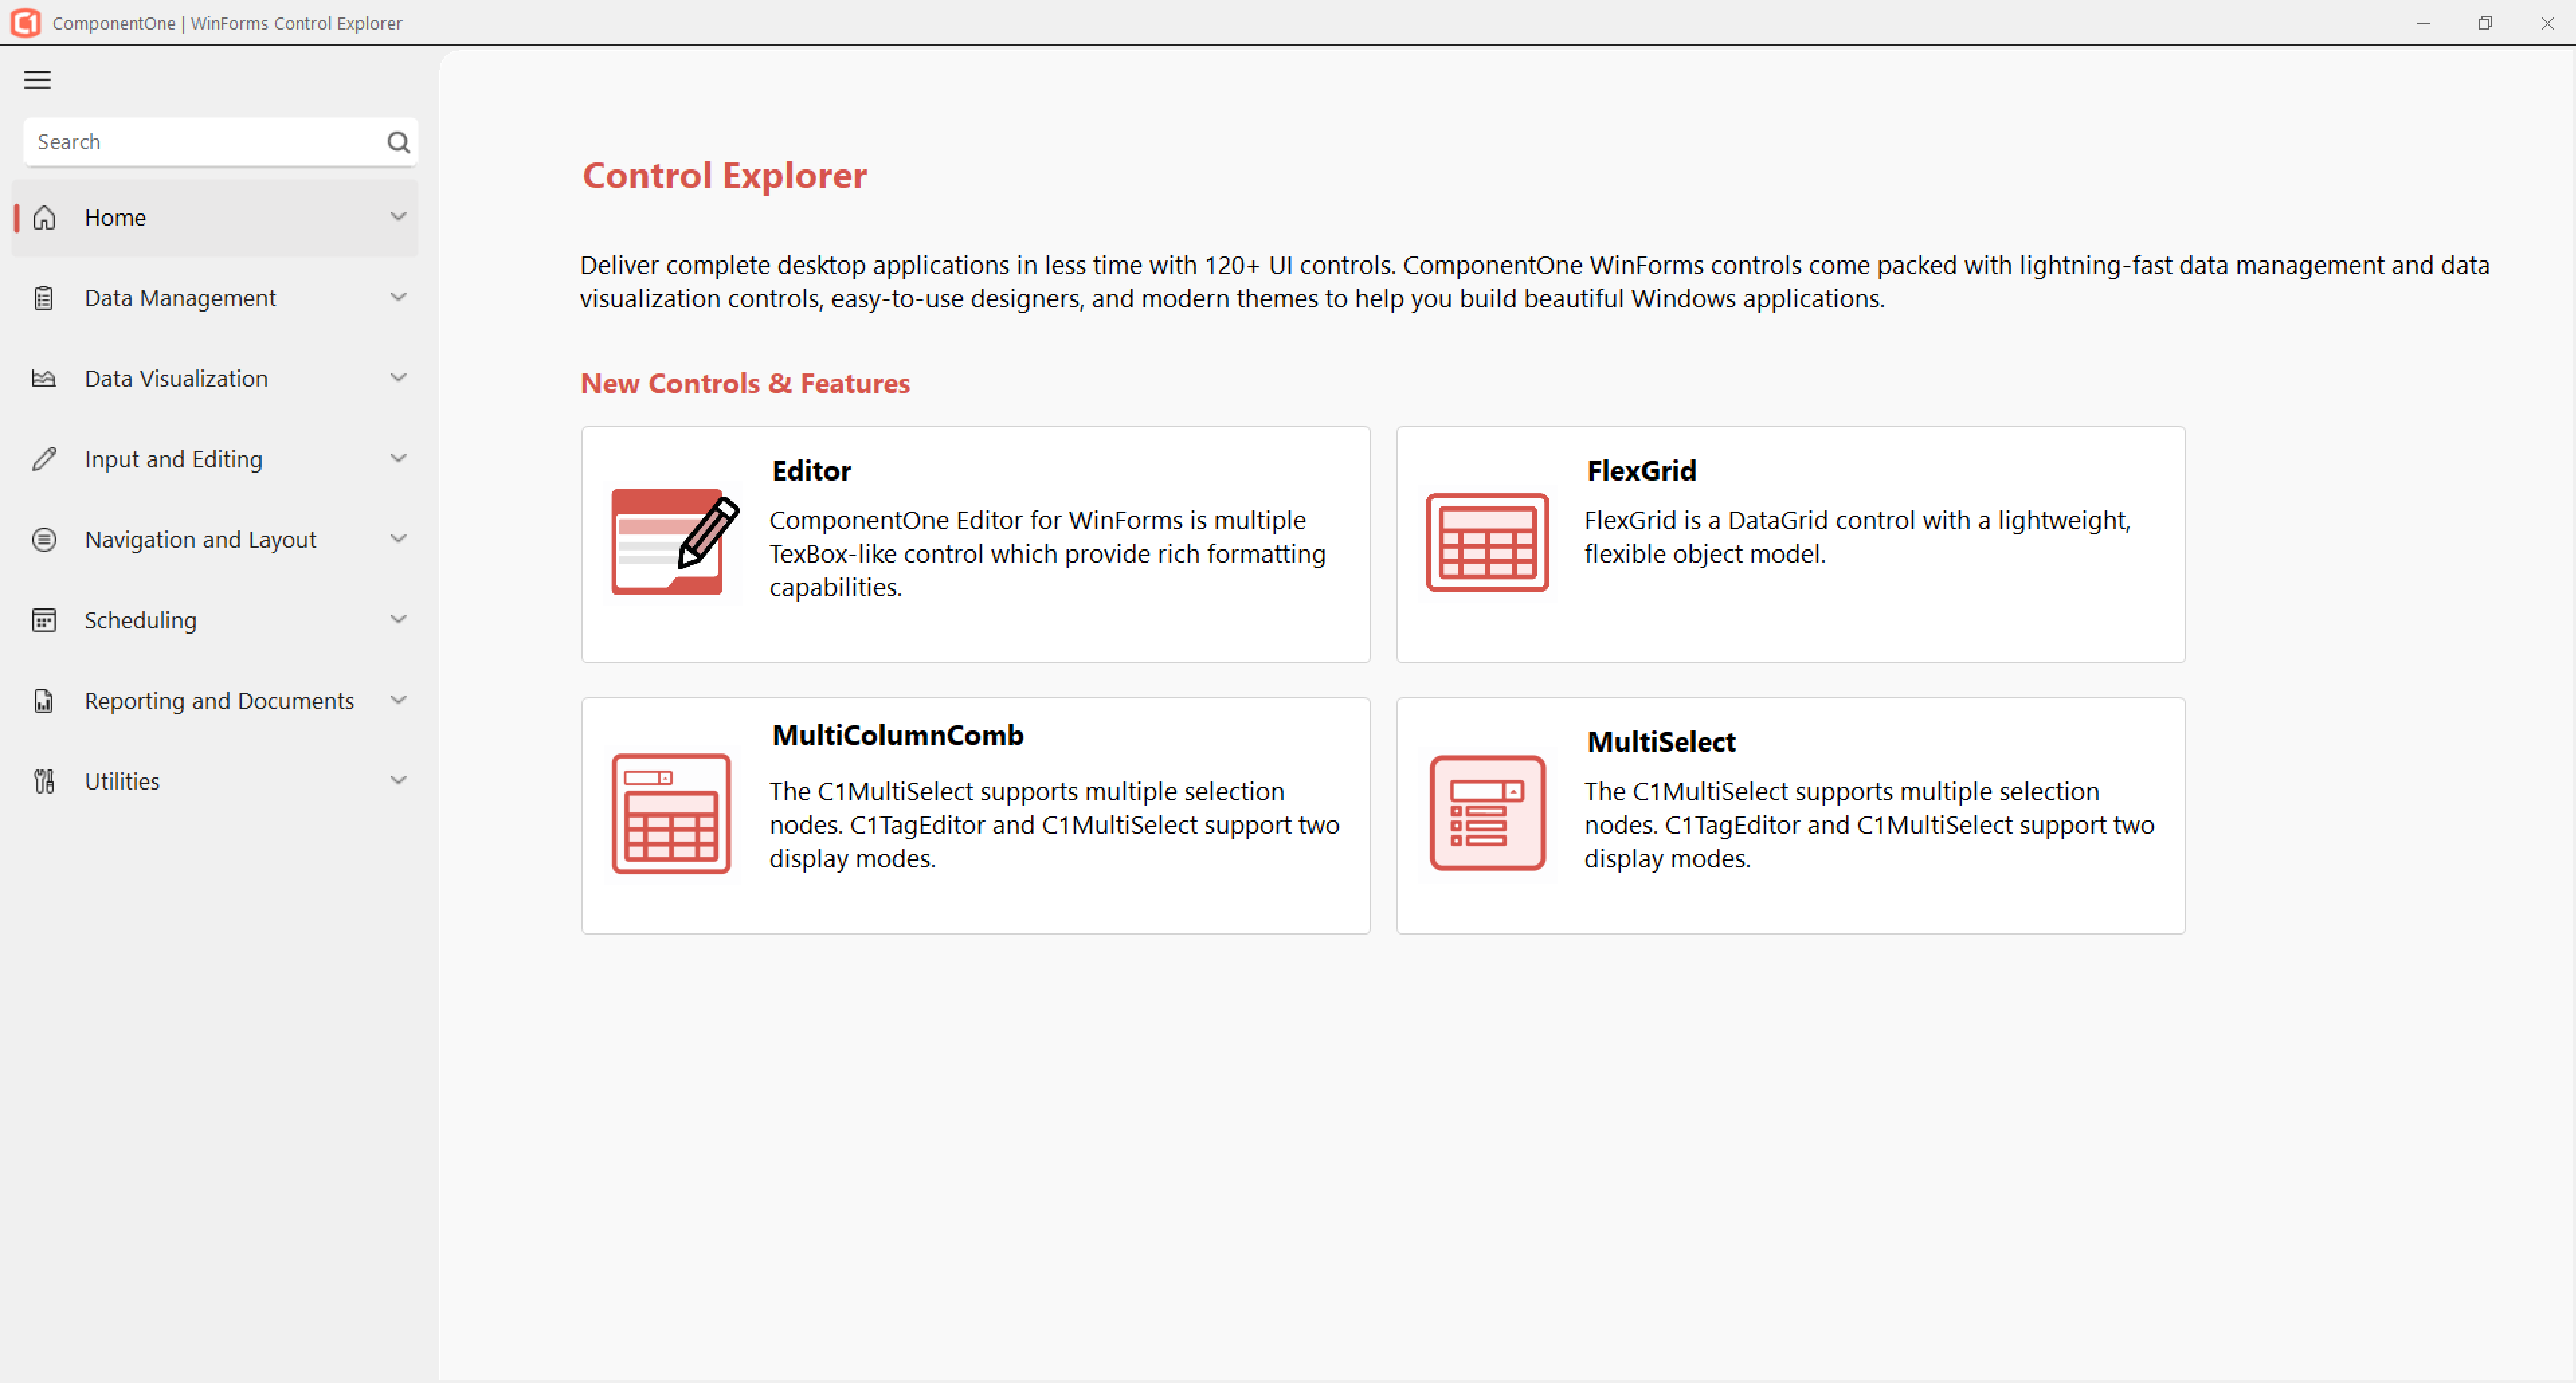 ComponentOne | WinForms Control Explorer
Search
Home
Data Management
Data Visualization
Input and Editing
Navigation and Layout
Scheduling
Reporting and Documents
Utilities
Control Explorer
Deliver complete desktop applications in less time with 120+ UI controls. ComponentOne WinForms controls come packed with lightning-fast data management and data
visualization controls, easy-to-use designers, and modern themes to help you build beautiful Windows applications.
New Controls & Features
Editor
ComponentOne Editor for WinForms is multiple
TexBox-like control which provide rich formatting
capabilities.
FlexGrid
FlexGrid is a DataGrid control with a lightweight,
flexible object model.
MultiColumnComb
The C1MultiSelect supports multiple selection
nodes. C1TagEditor and C1MultiSelect support two
display modes.
MultiSelect
The C1MultiSelect supports multiple selection
nodes. C1TagEditor and C1MultiSelect support two
display modes.